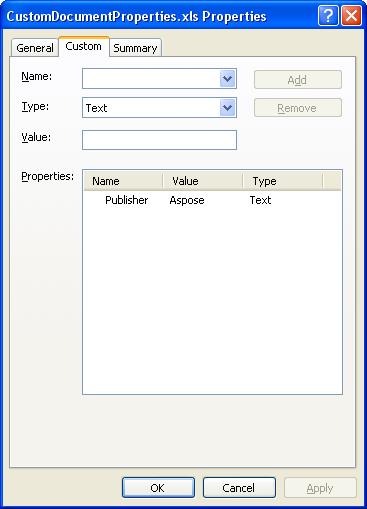 CustomDocumentProperties.xls Properties
General Custom Summary
Name: Add
Type: Text Remove
Value:
Properties: Name Value Type
Publisher Aspose Text
OK Cancel Apply